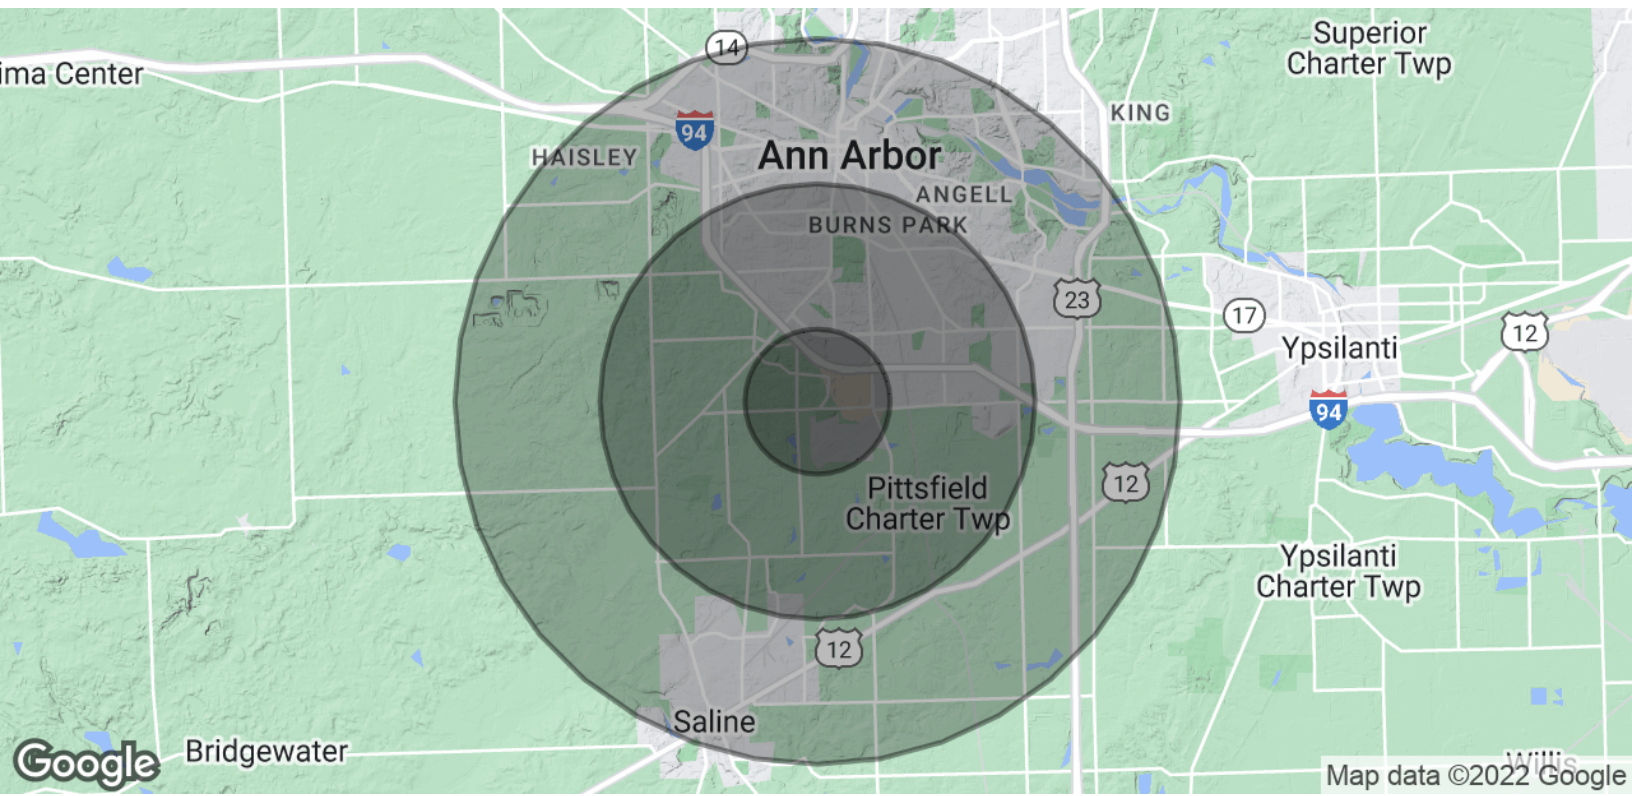 Superior
Charter Twp
14
ima Center
KING
94
Ann Arbor
HAISLEY
ANGELL
BURNS PARK
23
17
12
Ypsilanti
94
12
Pittsfield
Charter Twp
Ypsilanti
Charter Twp
12
Saline
Bridgewater
Google
Willis
Map data ©2022 Google